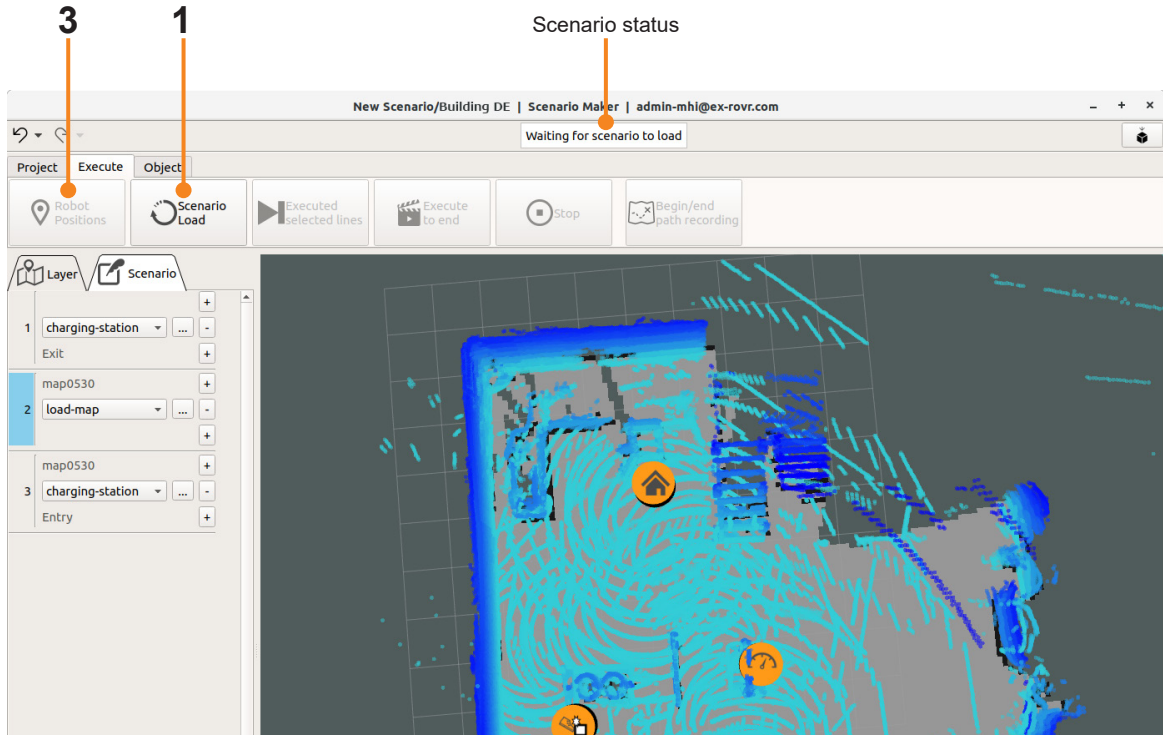 3
1
Scenario status
New Scenario/Building DE | Scenario Maker | admin-mhi@ex-rovr.com
Waiting for scenario to load
Project
Execute
Object
Robot
Positions
Scenario
Load
Executed
selected lines
Execute
to end
Stop
Begin/end
path recording
Layer
Scenario
+
1
charging-station
...
-
Exit
+
map0530
+
2
load-map
...
-
+
map0530
+
3
charging-station
...
-
Entry
+